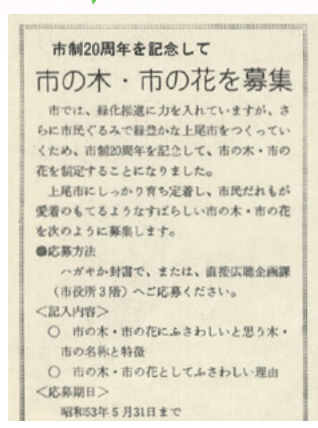 市制20周年を記念して
市の木・市の花を募集
市では、緑化推進に力を入れていますが、さ
らに市民ぐるみで緑豊かな上尾市をつくってい
くため、市制20周年を記念して、市の木・市の
花を制定することになりました。
上尾市にしっかり育ち定着し、市民だれもが
愛着のもてるようなすばらしい市の木・市の花
を次のように募集します。
●応募方法
ハガキか封書で、または、直接広聴企画課
（市役所3階）へご応募ください。
＜記入内容＞
○ 市の木・市の花にふさわしいと思う木・
市の名称と特徴
○ 市の木・市の花としてふさわしい理由
＜応募期日＞
昭和53年5月31日まで